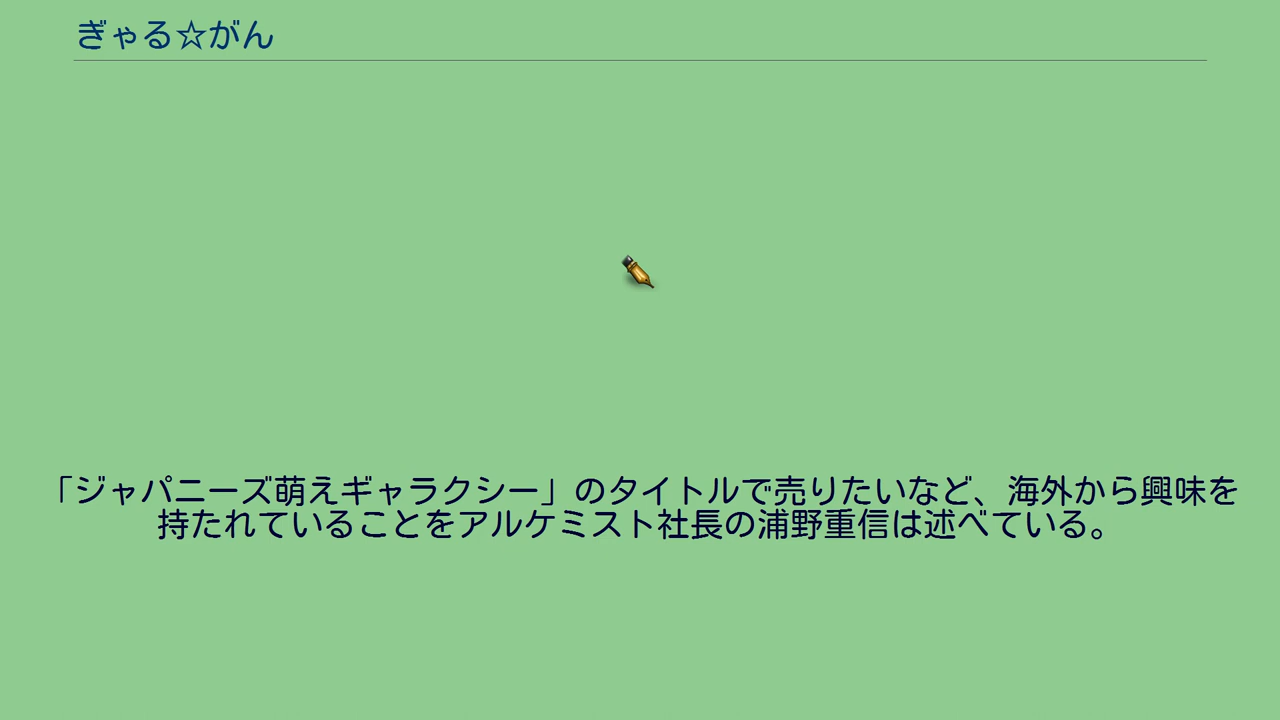 ぎゃる☆がん
「ジャパニーズ萌えギャラクシー」のタイトルで売りたいなど、海外から興味を
持たれていることをアルケミスト社長の浦野重信は述べている。